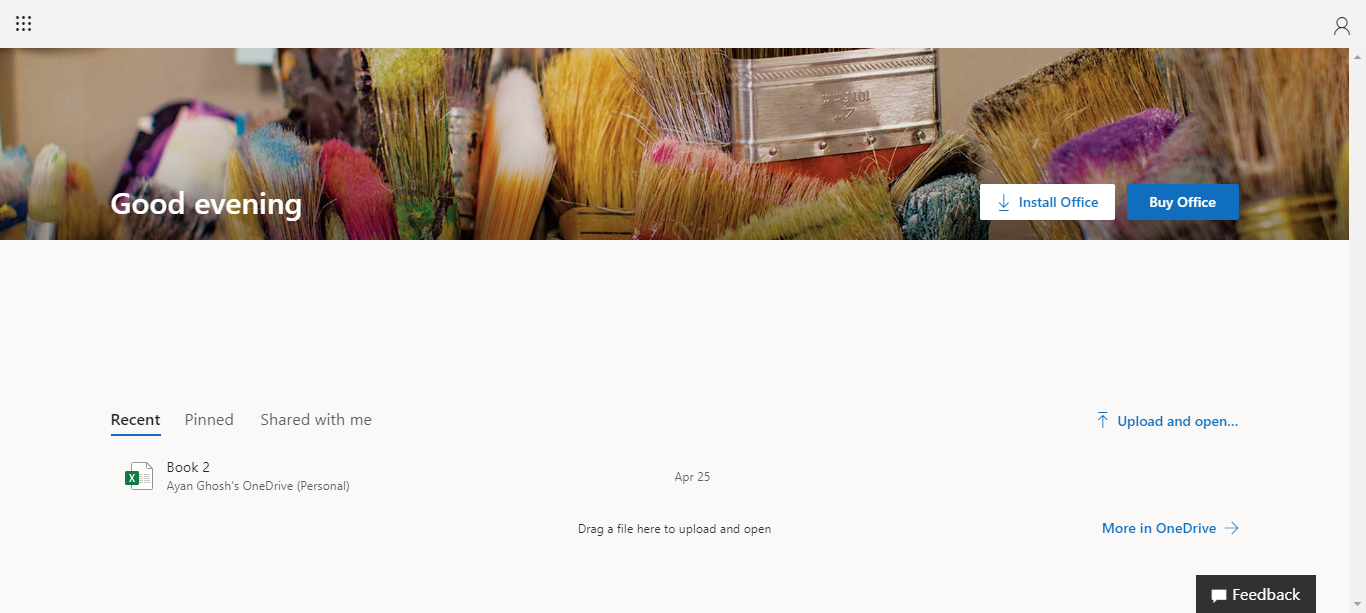 Good evening
Install Office
Buy Office
Recent
Pinned
Shared with me
Upload and open...
X
Book 2
Ayan Ghosh's OneDrive (Personal)
Apr 25
Drag a file here to upload and open
More in OneDrive
Feedback